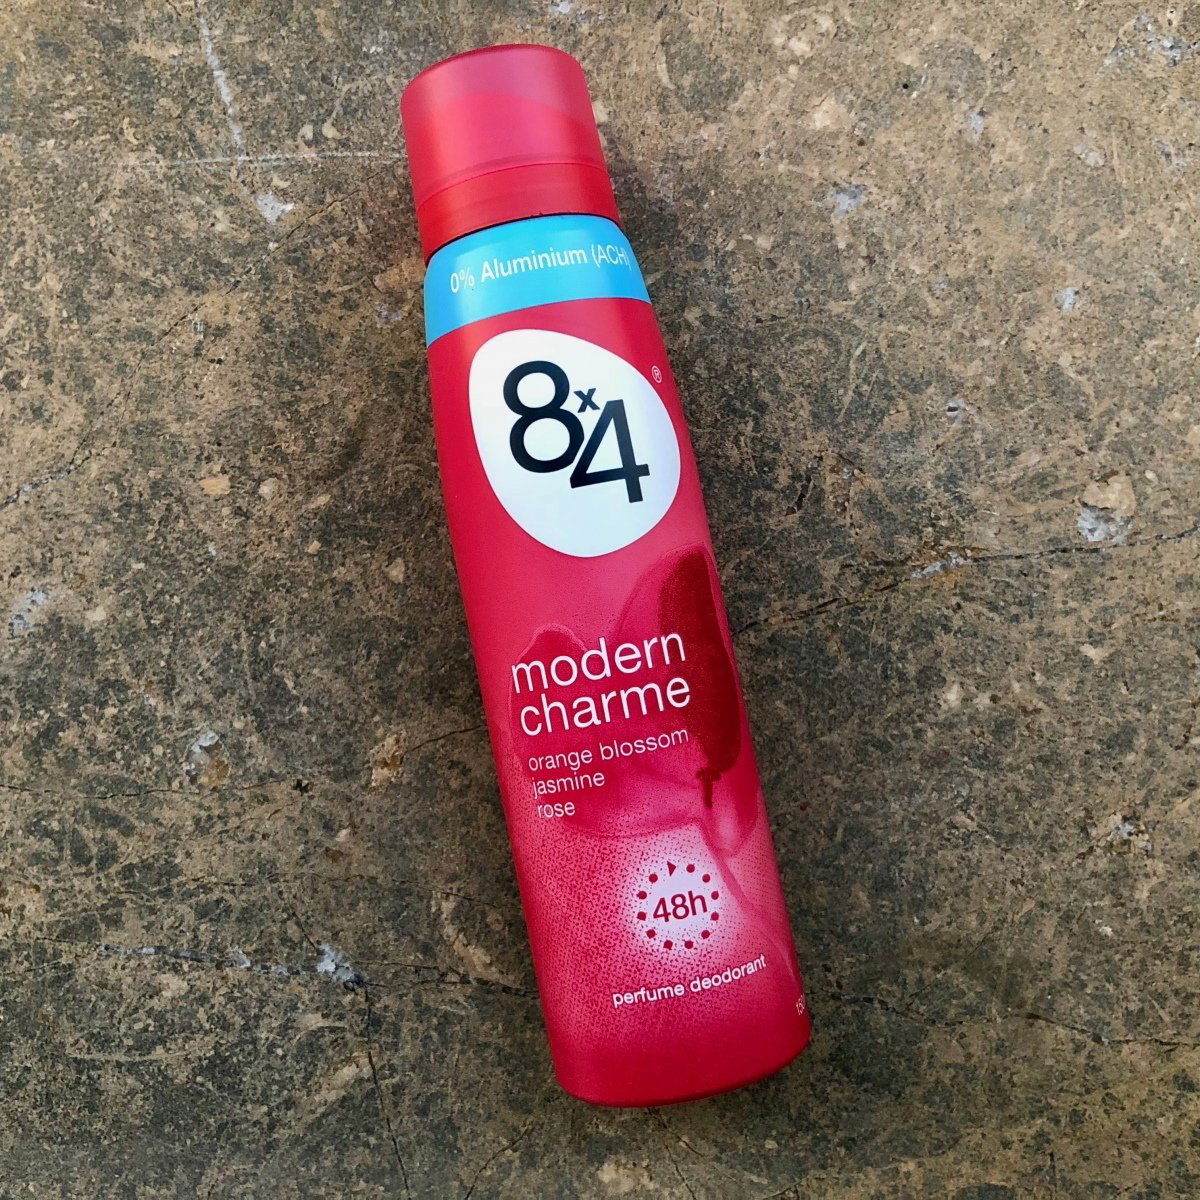 0% Aluminium (ACH)
8x4
®
modern
charme
orange blossom
jasmine
rose
48h
perfume deodorant